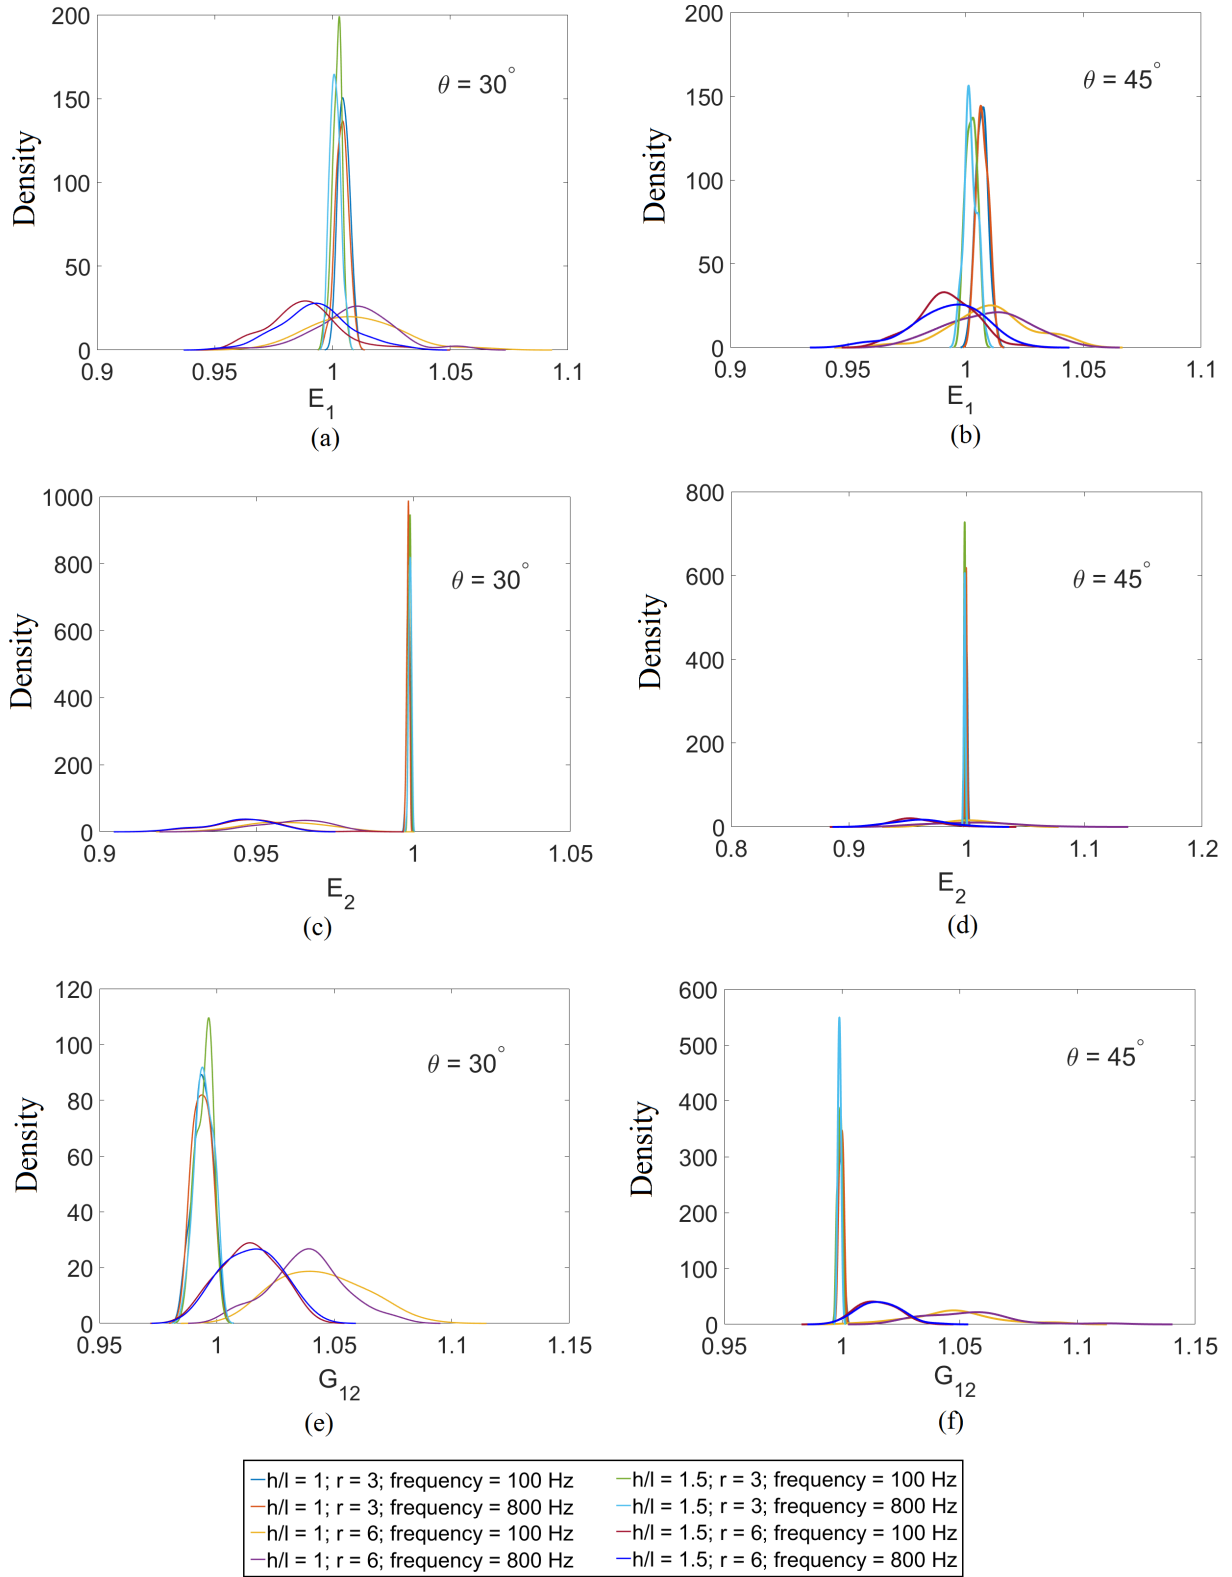 200
150
100
50
0
Density
θ = 30°
0.9 0.95 1 1.05 1.1
E1
(a)
200
150
100
50
0
Density
θ = 45°
0.9 0.95 1 1.05 1.1
E1
(b)
1000
800
600
400
200
0
Density
θ = 30°
0.9 0.95 1 1.05
E2
(c)
800
600
400
200
0
Density
θ = 45°
0.8 0.9 1 1.1 1.2
E2
(d)
120
100
80
60
40
20
0
Density
θ = 30°
0.95 1 1.05 1.1 1.15
G12
(e)
600
500
400
300
200
100
0
Density
θ = 45°
0.95 1 1.05 1.1 1.15
G12
(f)
h/l = 1; r = 3; frequency = 100 Hz
h/l = 1; r = 3; frequency = 800 Hz
h/l = 1; r = 6; frequency = 100 Hz
h/l = 1; r = 6; frequency = 800 Hz
h/l = 1.5; r = 3; frequency = 100 Hz
h/l = 1.5; r = 3; frequency = 800 Hz
h/l = 1.5; r = 6; frequency = 100 Hz
h/l = 1.5; r = 6; frequency = 800 Hz